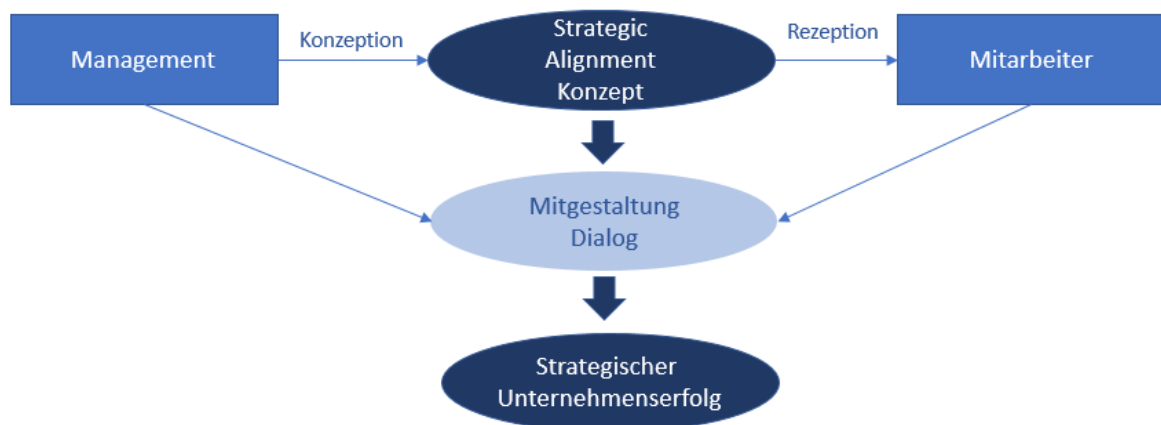 Management
Konzeption
Strategic
Alignment
Konzept
Rezeption
Mitarbeiter
Mitgestaltung
Dialog
Strategischer
Unternehmenserfolg